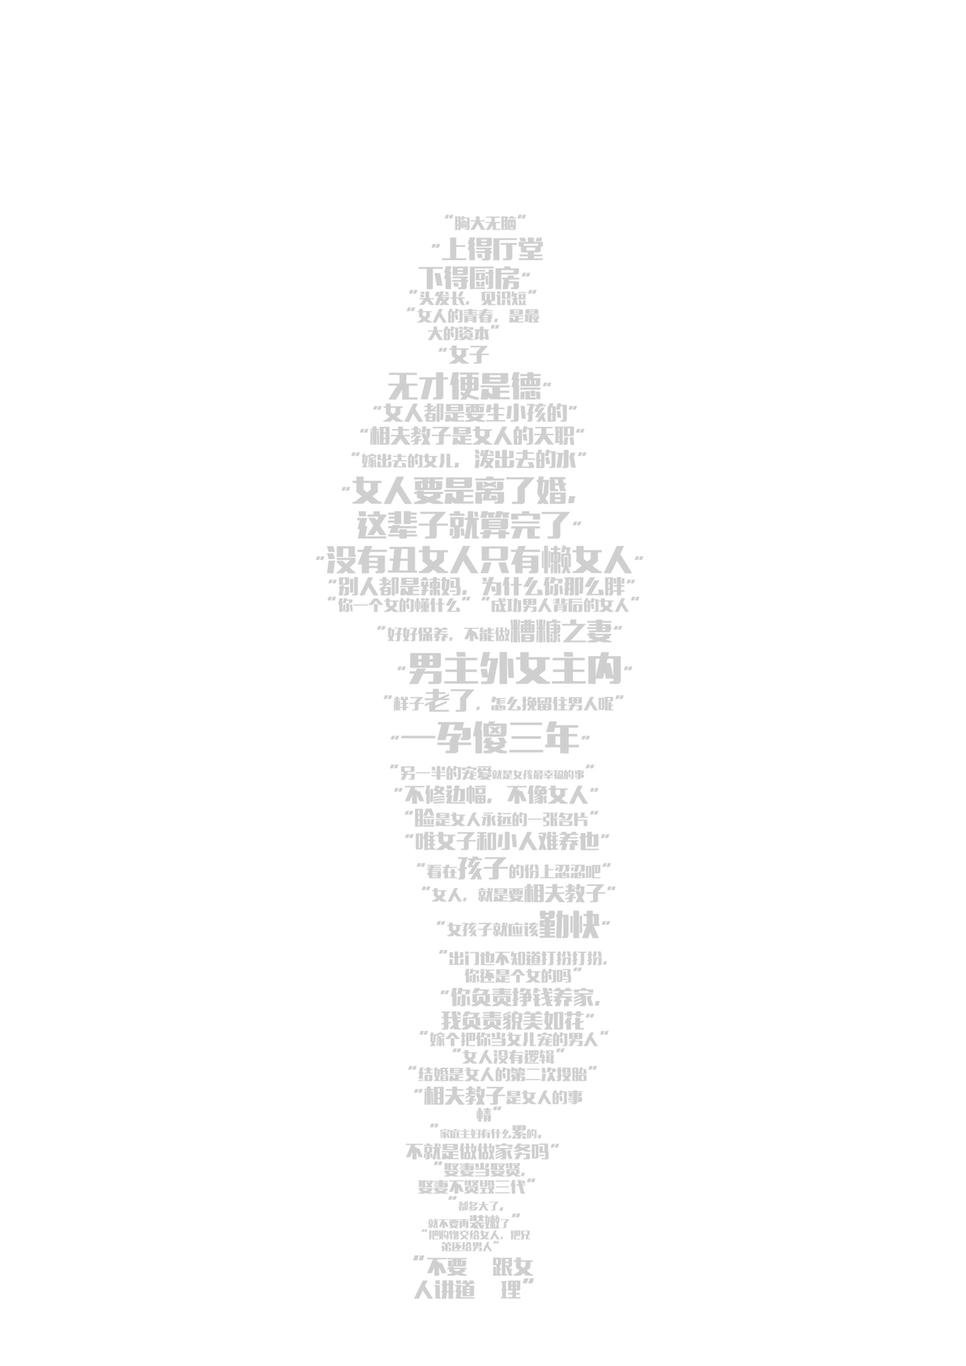 “胸大无脑”
“上得厅堂
下得厨房”
“头发长，见识短”
“女人的青春，是最
大的资本”
“女子
无才便是德”
“女人都是要生小孩的”
“相夫教子是女人的天职”
“嫁出去的女儿，泼出去的水”
“女人要是离了婚，
这辈子就算完了”
“没有丑女人只有懒女人”
“别人都是辣妈，为什么你那么胖”
“你一个女的懂什么” “成功男人背后的女人”
“好好保养，不能做糟糠之妻”
“男主外女主内”
“样子老了，怎么挽留住男人呢”
“一孕傻三年”
“另一半的宠爱就是女孩最幸福的事”
“不修边幅，不像女人”
“脸是女人永远的一张名片”
“唯女子和小人难养也”
“看在孩子的份上忍忍吧”
“女人，就是要相夫教子”
“女孩子就应该勤快”
“出门也不知道打扮打扮，
你还是个女的吗”
“你负责挣钱养家，
我负责貌美如花”
“嫁个把你当女儿宠的男人”
“女人没有逻辑”
“结婚是女人的第二次投胎”
“相夫教子是女人的事
情”
“家庭主妇有什么累的，
不就是做做家务吗”
“娶妻当娶贤，
娶妻不贤毁三代”
“都多大了，
就不要再装嫩了”
“把购物交给女人，把兄
弟还给男人”
“不要 跟女
人讲道 理”